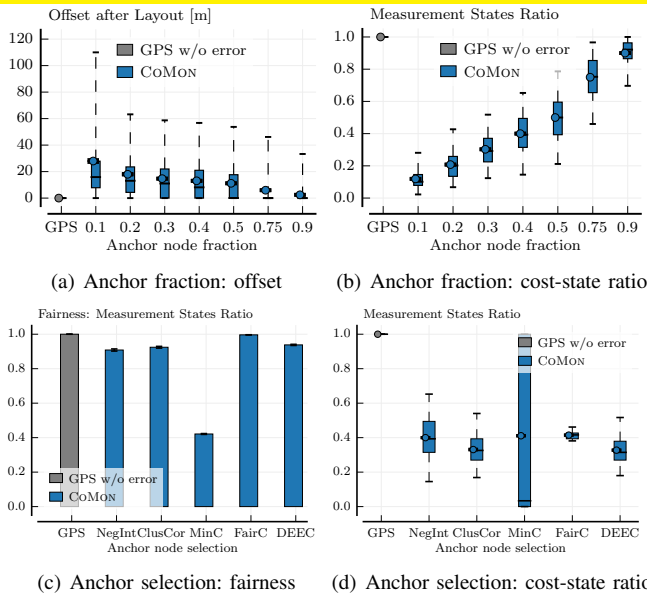 Offset after Layout [m]
120
100
80
60
40
20
0
GPS w/o error
CoMon
GPS 0.1 0.2 0.3 0.4 0.5 0.75 0.9
Anchor node fraction
(a) Anchor fraction: offset
Measurement States Ratio
1.0
0.8
0.6
0.4
0.2
0.0
GPS w/o error
CoMon
GPS 0.1 0.2 0.3 0.4 0.5 0.75 0.9
Anchor node fraction
(b) Anchor fraction: cost-state ratio
Fairness: Measurement States Ratio
1.0
0.8
0.6
0.4
0.2
0.0
GPS w/o error
CoMon
GPS NegInt ClusCor MinC FairC DEEC
Anchor node selection
(c) Anchor selection: fairness
Measurement States Ratio
1.0
0.8
0.6
0.4
0.2
0.0
GPS w/o error
CoMon
GPS NegInt ClusCor MinC FairC DEEC
Anchor node selection
(d) Anchor selection: cost-state ratio